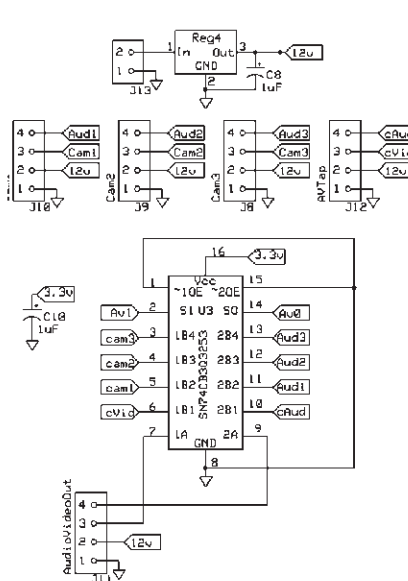 Reg4
2 1 In Out 3 12v
1 GND C8
J13 2 1uF
4 Aud1 4 Aud2 4 Aud3 4 cAud
3 Cam1 3 Cam2 3 Cam3 3 cVid
2 12v 2 12v 2 12v 2 12v
1 1 1 1
Cam2 Cam3 AVTap
J10 J9 J8 J12
16 3.3v
1 Vcc 15
~1OE ~2OE
3.3v
C18
1uF
Av1 2 S1 U3 S0 14 Av0
cam3 3 1B4 2B4 13 Aud3
cam2 4 1B3 2B3 12 Aud2
cam1 5 1B2 2B2 11 Aud1
cVid 6 1B1 2B1 10 cAud
SN74CB3Q3253
7 1A 2A 9
GND
8
AudioVideoOut
4
3
2 12v
1
J11